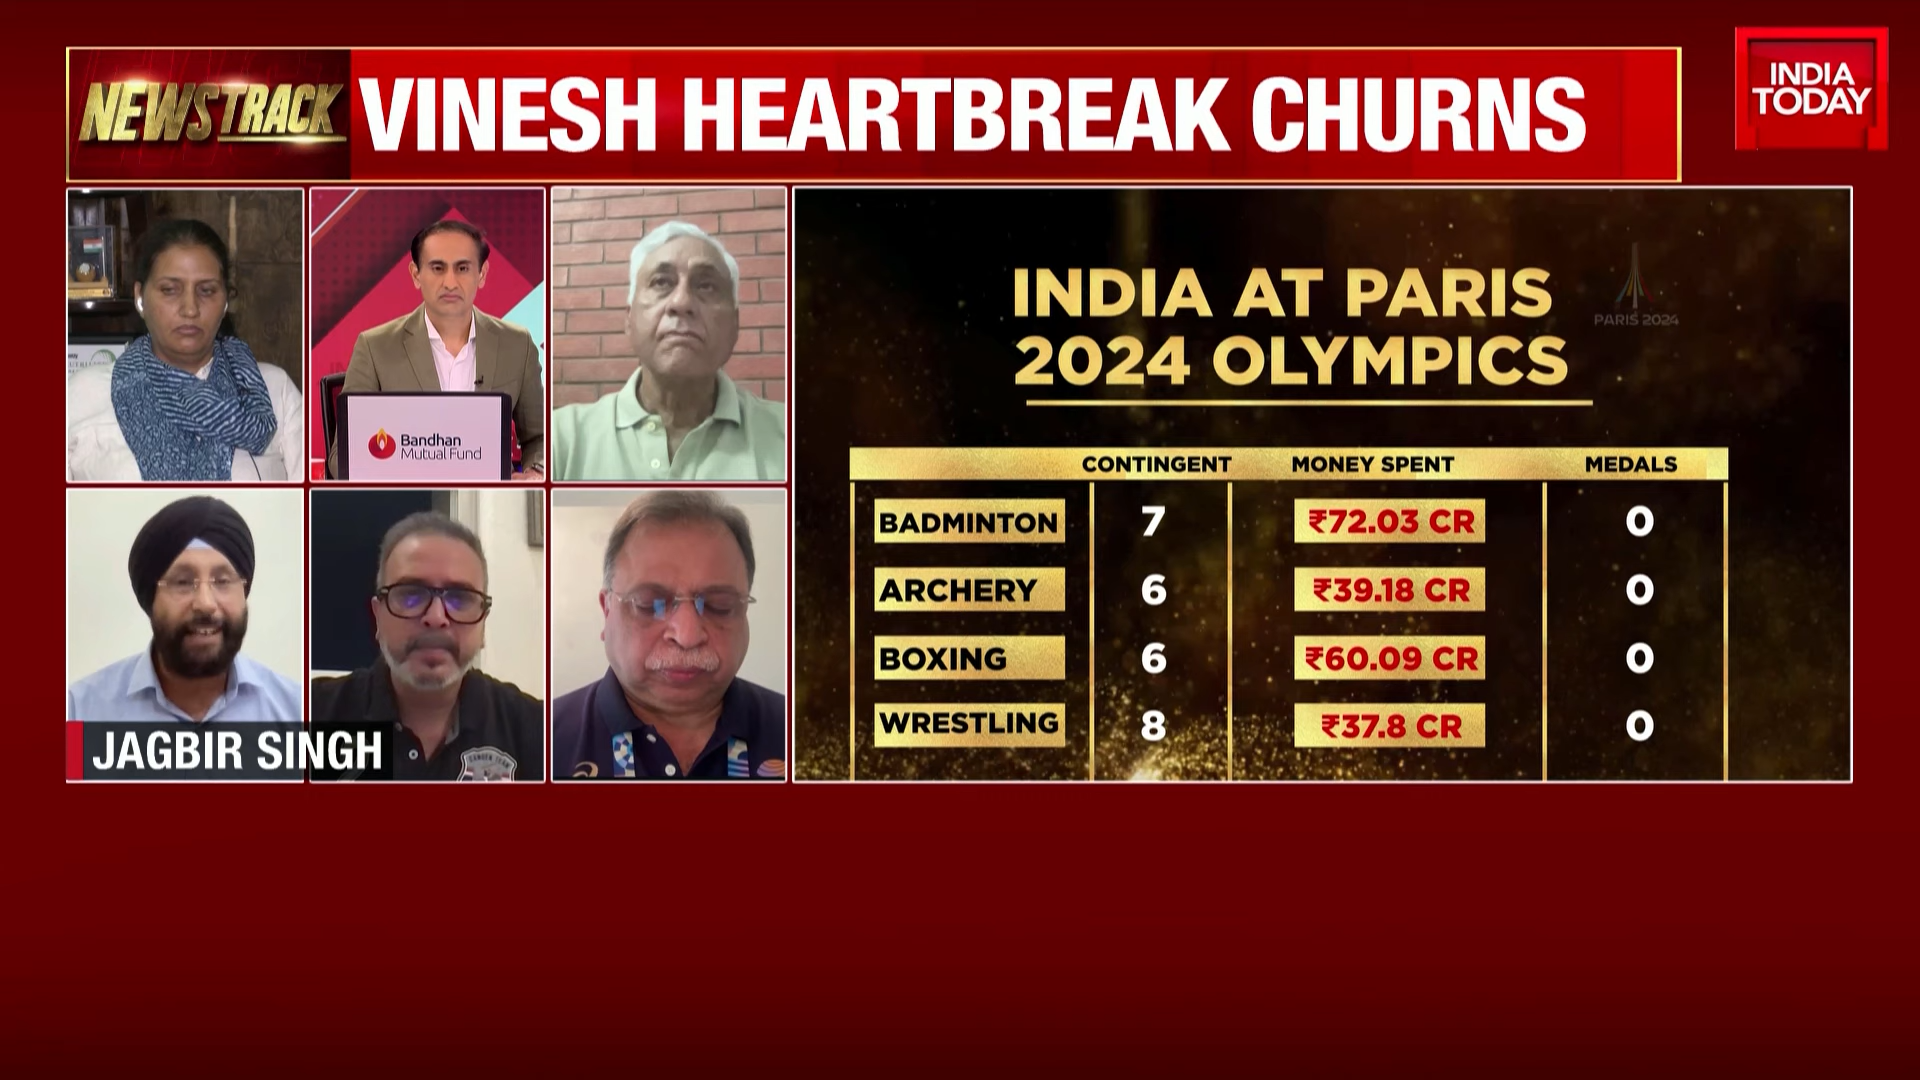 NEWSTRACK
VINESH HEARTBREAK CHURNS
INDIA
TODAY
Bandhan
Mutual Fund
JAGBIR SINGH
INDIA AT PARIS
2024 OLYMPICS
PARIS 2024
CONTINGENT MONEY SPENT MEDALS
BADMINTON 7 ₹72.03 CR 0
ARCHERY 6 ₹39.18 CR 0
BOXING 6 ₹60.09 CR 0
WRESTLING 8 ₹37.8 CR 0